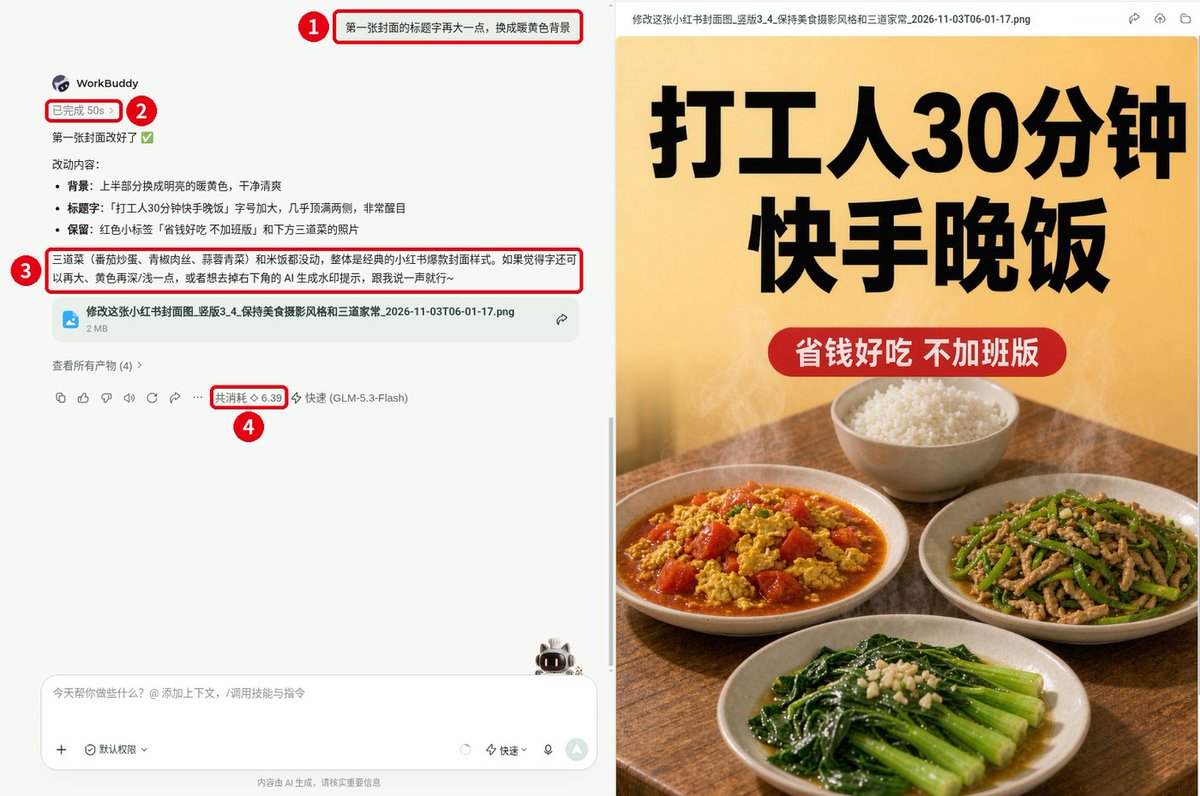 1
第一张封面的标题字再大一点，换成暖黄色背景
WorkBuddy
已完成 50s >
2
第一张封面改好了 ✅
改动内容：
• 背景：上半部分换成明亮的暖黄色，干净清爽
• 标题字：「打工人30分钟快手晚饭」字号加大，几乎顶满两侧，非常醒目
• 保留：红色小标签「省钱好吃 不加班版」和下方三道菜的照片
3
三道菜（番茄炒蛋、青椒肉丝、蒜蓉青菜）和米饭都没动，整体是经典的小红书爆款封面样式。如果觉得字还可
以再大、黄色再深/浅一点，或者想去掉右下角的 AI 生成水印提示，跟我说一声就行~
修改这张小红书封面图_竖版3_4_保持美食摄影风格和三道家常_2026-11-03T06-01-17.png
2 MB
查看所有产物 (4) >
共消耗 ◇ 6.39
快速 (GLM-5.3-Flash)
4
今天帮你做些什么？@ 添加上下文，/调用技能与指令
默认权限
快速
内容由 AI 生成，请核实重要信息
修改这张小红书封面图_竖版3_4_保持美食摄影风格和三道家常_2026-11-03T06-01-17.png
打工人30分钟
快手晚饭
省钱好吃 不加班版